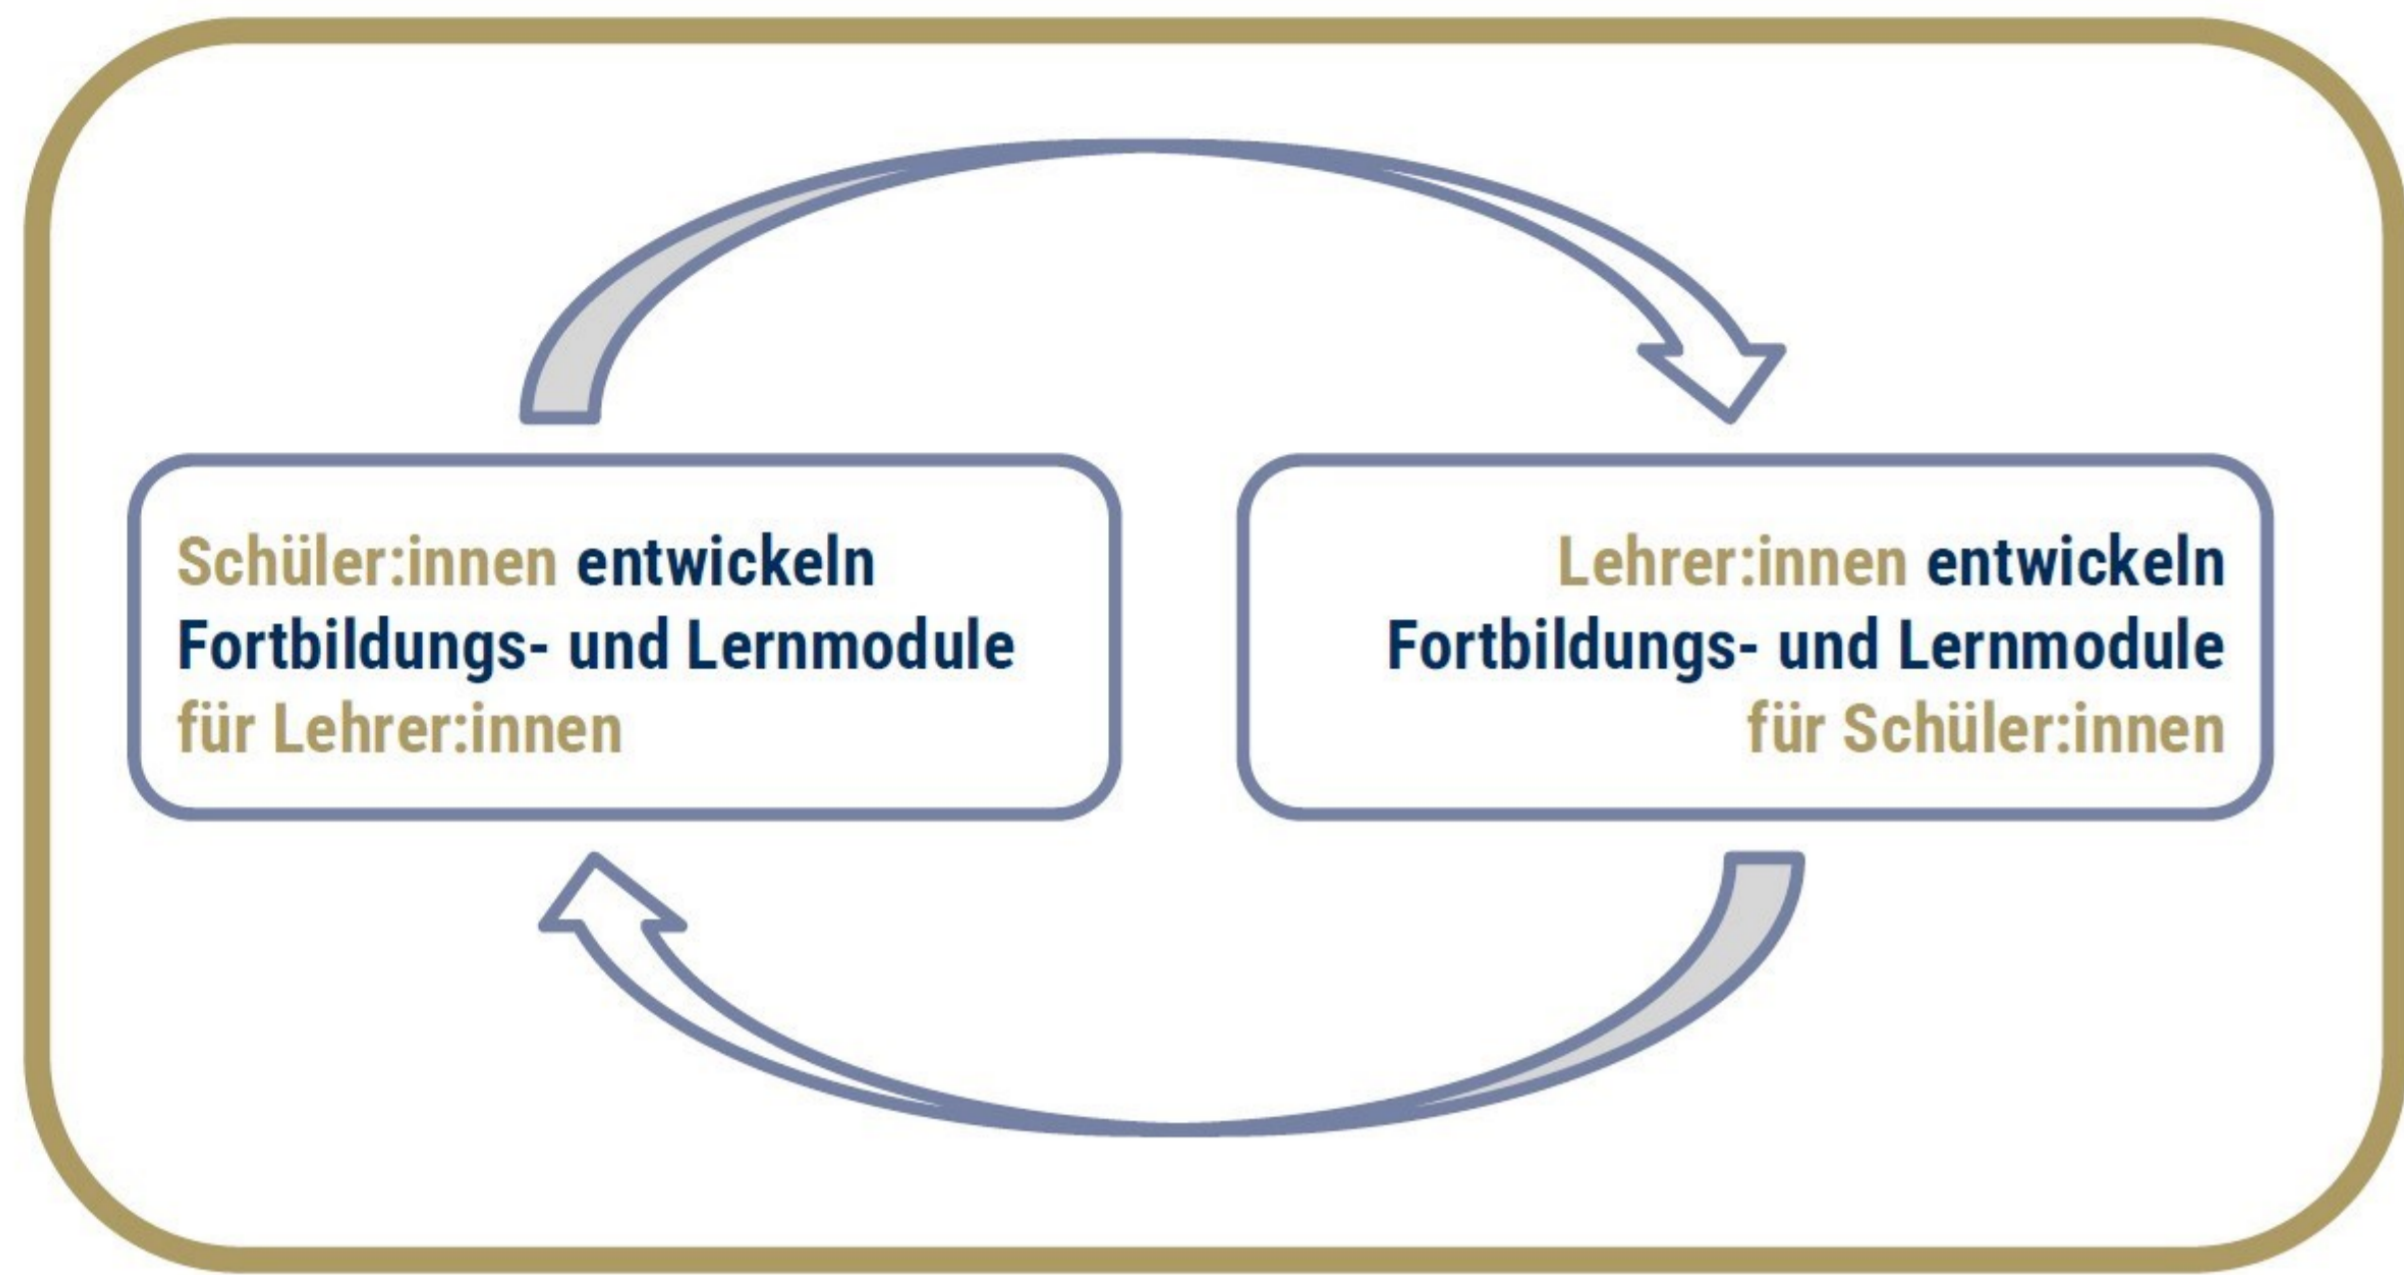 Schüler:innen entwickeln
Fortbildungs- und Lernmodule
für Lehrer:innen
Lehrer:innen entwickeln
Fortbildungs- und Lernmodule
für Schüler:innen